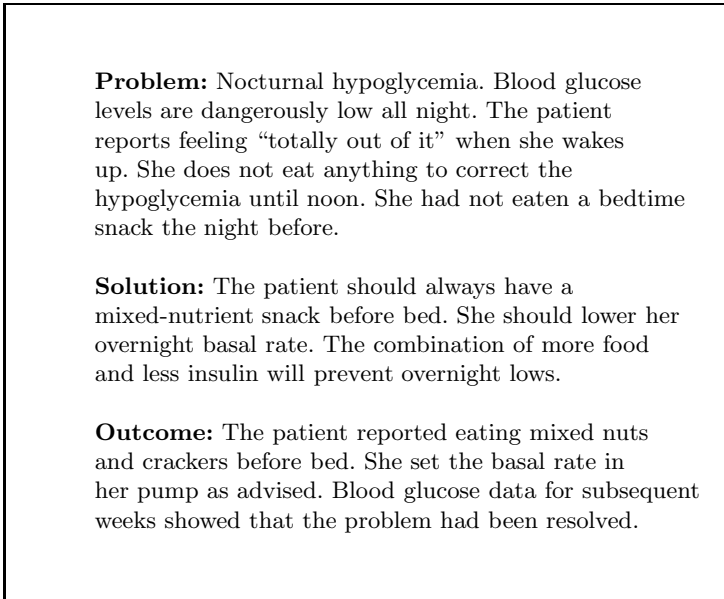 Problem: Nocturnal hypoglycemia. Blood glucose
levels are dangerously low all night. The patient
reports feeling “totally out of it” when she wakes
up. She does not eat anything to correct the
hypoglycemia until noon. She had not eaten a bedtime
snack the night before.
Solution: The patient should always have a
mixed-nutrient snack before bed. She should lower her
overnight basal rate. The combination of more food
and less insulin will prevent overnight lows.
Outcome: The patient reported eating mixed nuts
and crackers before bed. She set the basal rate in
her pump as advised. Blood glucose data for subsequent
weeks showed that the problem had been resolved.